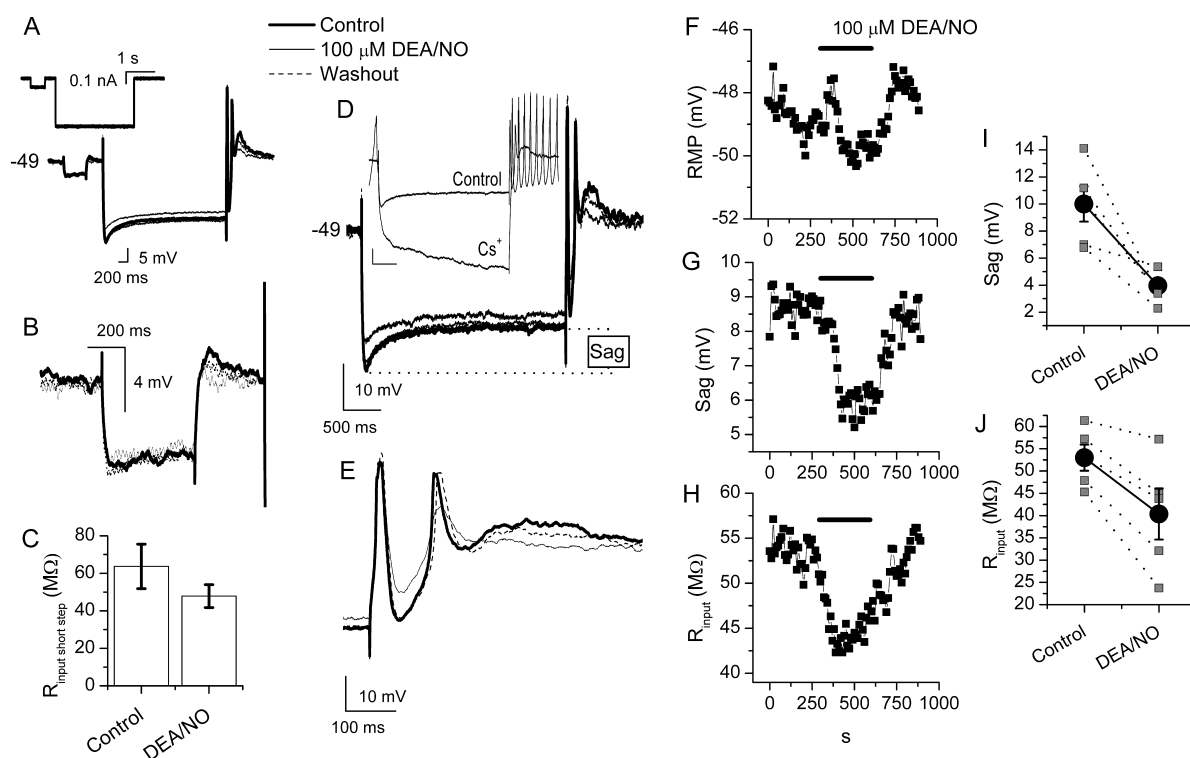 A
Control
100 μM DEA/NO
Washout
1 s
0.1 nA
-49
5 mV
200 ms
B
200 ms
4 mV
C
80
60
40
20
0
R input short step (MΩ)
Control
DEA/NO
D
Control
-49
Cs+
Sag
10 mV
500 ms
E
10 mV
100 ms
F
100 μM DEA/NO
-46
-48
-50
-52
RMP (mV)
0 250 500 750 1000
G
10
9
8
7
6
5
Sag (mV)
0 250 500 750 1000
H
60
55
50
45
40
R input (MΩ)
0 250 500 750 1000
s
I
14
12
10
8
6
4
2
Sag (mV)
Control
DEA/NO
J
60
55
50
45
40
35
30
25
20
R input (MΩ)
Control
DEA/NO